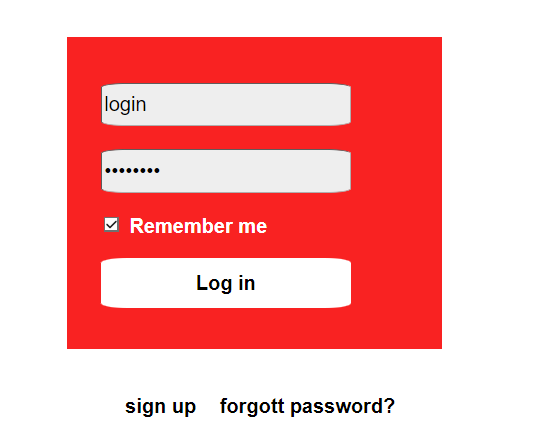 login
••••••••
Remember me
Log in
sign up forgott password?